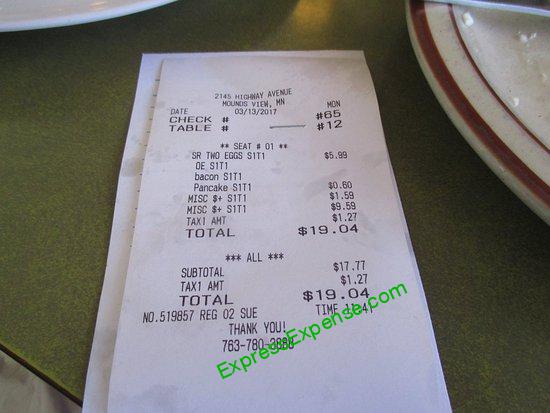 2145 HIGHWAY AVENUE
MOUNDS VIEW, MN
DATE 03/13/2017 MON
CHECK # #65
TABLE # #12
** SEAT # 01 **
SR TWO EGGS S1T1 $5.99
OE S1T1
bacon S1T1
Pancake S1T1 $0.60
MISC $+ S1T1 $1.59
MISC $+ S1T1 $9.59
TAX1 AMT $1.27
TOTAL $19.04
*** ALL ***
SUBTOTAL $17.77
TAX1 AMT $1.27
TOTAL $19.04
NO.519857 REG 02 SUE TIME 11:41
THANK YOU!
763-780-2888
ExpressExpense.com